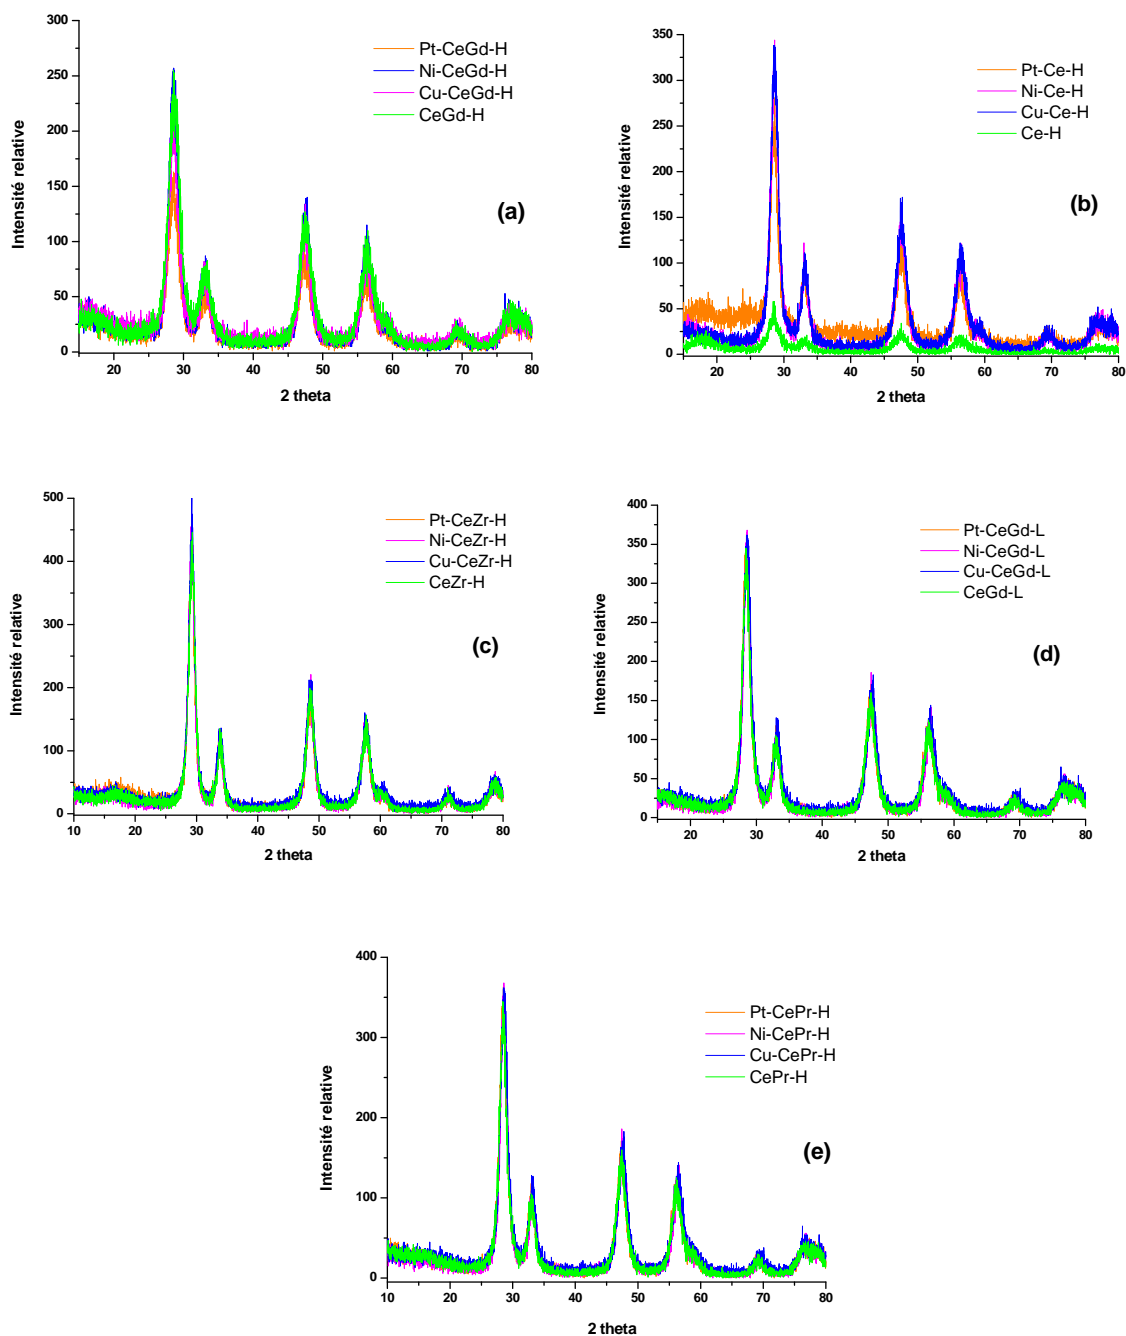 300
250
200
150
100
50
0
Intensité relative
Pt-CeGd-H
Ni-CeGd-H
Cu-CeGd-H
CeGd-H
(a)
20 30 40 50 60 70 80
2 theta
350
300
250
200
150
100
50
0
Intensité relative
Pt-Ce-H
Ni-Ce-H
Cu-Ce-H
Ce-H
(b)
20 30 40 50 60 70 80
2 theta
500
400
300
200
100
0
Intensité relative
Pt-CeZr-H
Ni-CeZr-H
Cu-CeZr-H
CeZr-H
(c)
10 20 30 40 50 60 70 80
2 theta
400
350
300
250
200
150
100
50
0
Intensité relative
Pt-CeGd-L
Ni-CeGd-L
Cu-CeGd-L
CeGd-L
(d)
20 30 40 50 60 70 80
2 theta
400
300
200
100
0
Intensité relative
Pt-CePr-H
Ni-CePr-H
Cu-CePr-H
CePr-H
(e)
10 20 30 40 50 60 70 80
2 theta